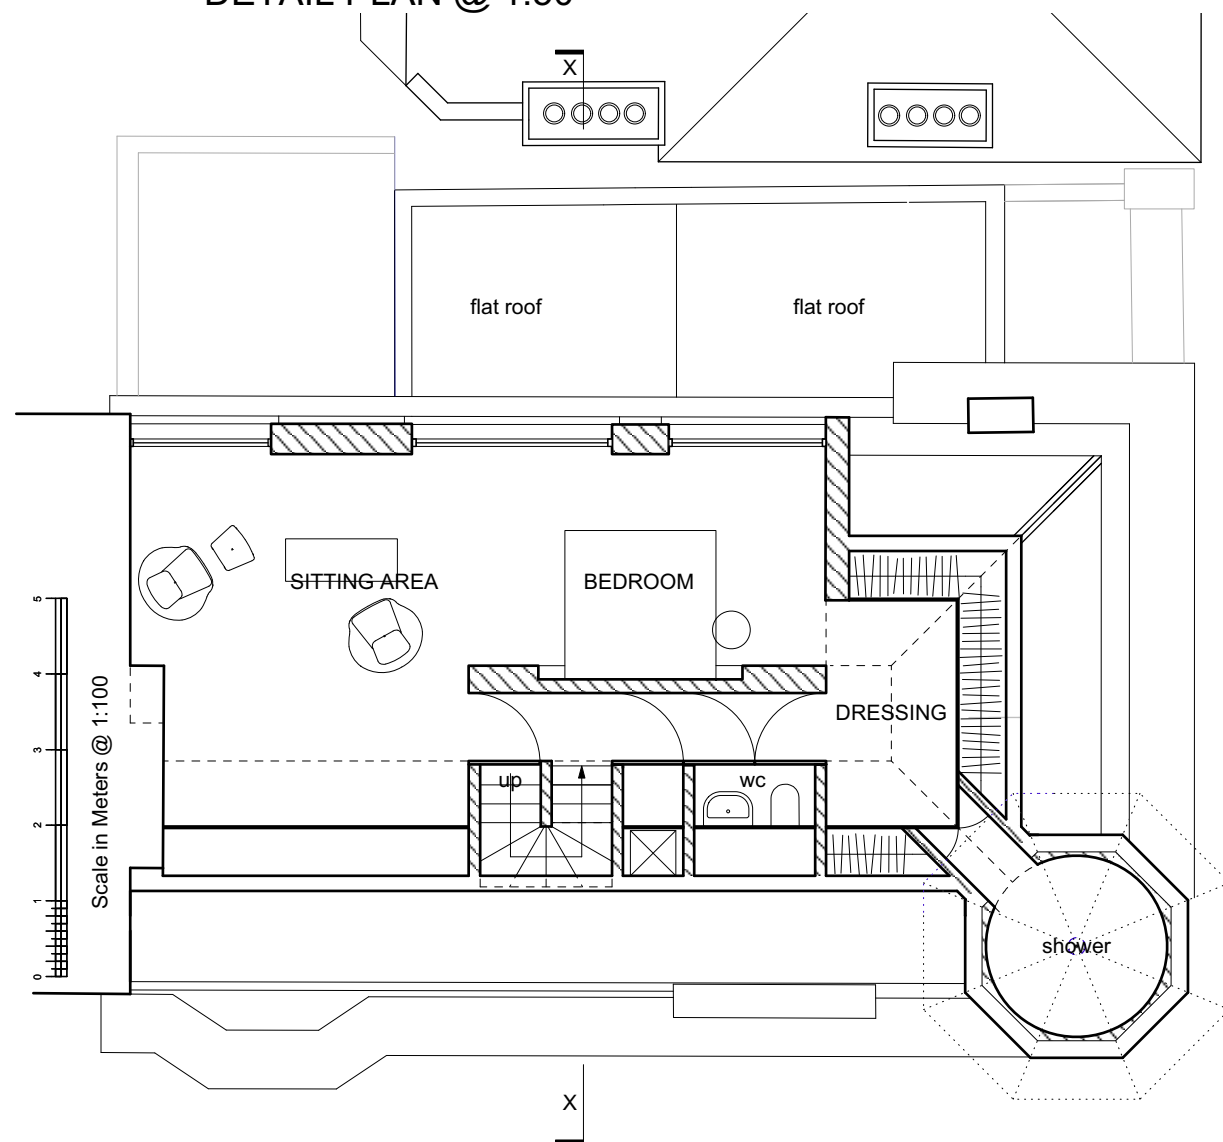 X
flat roof
flat roof
SITTING AREA
BEDROOM
DRESSING
up
wc
shower
5
4
3
2
1
0
Scale in Meters @ 1:100
X